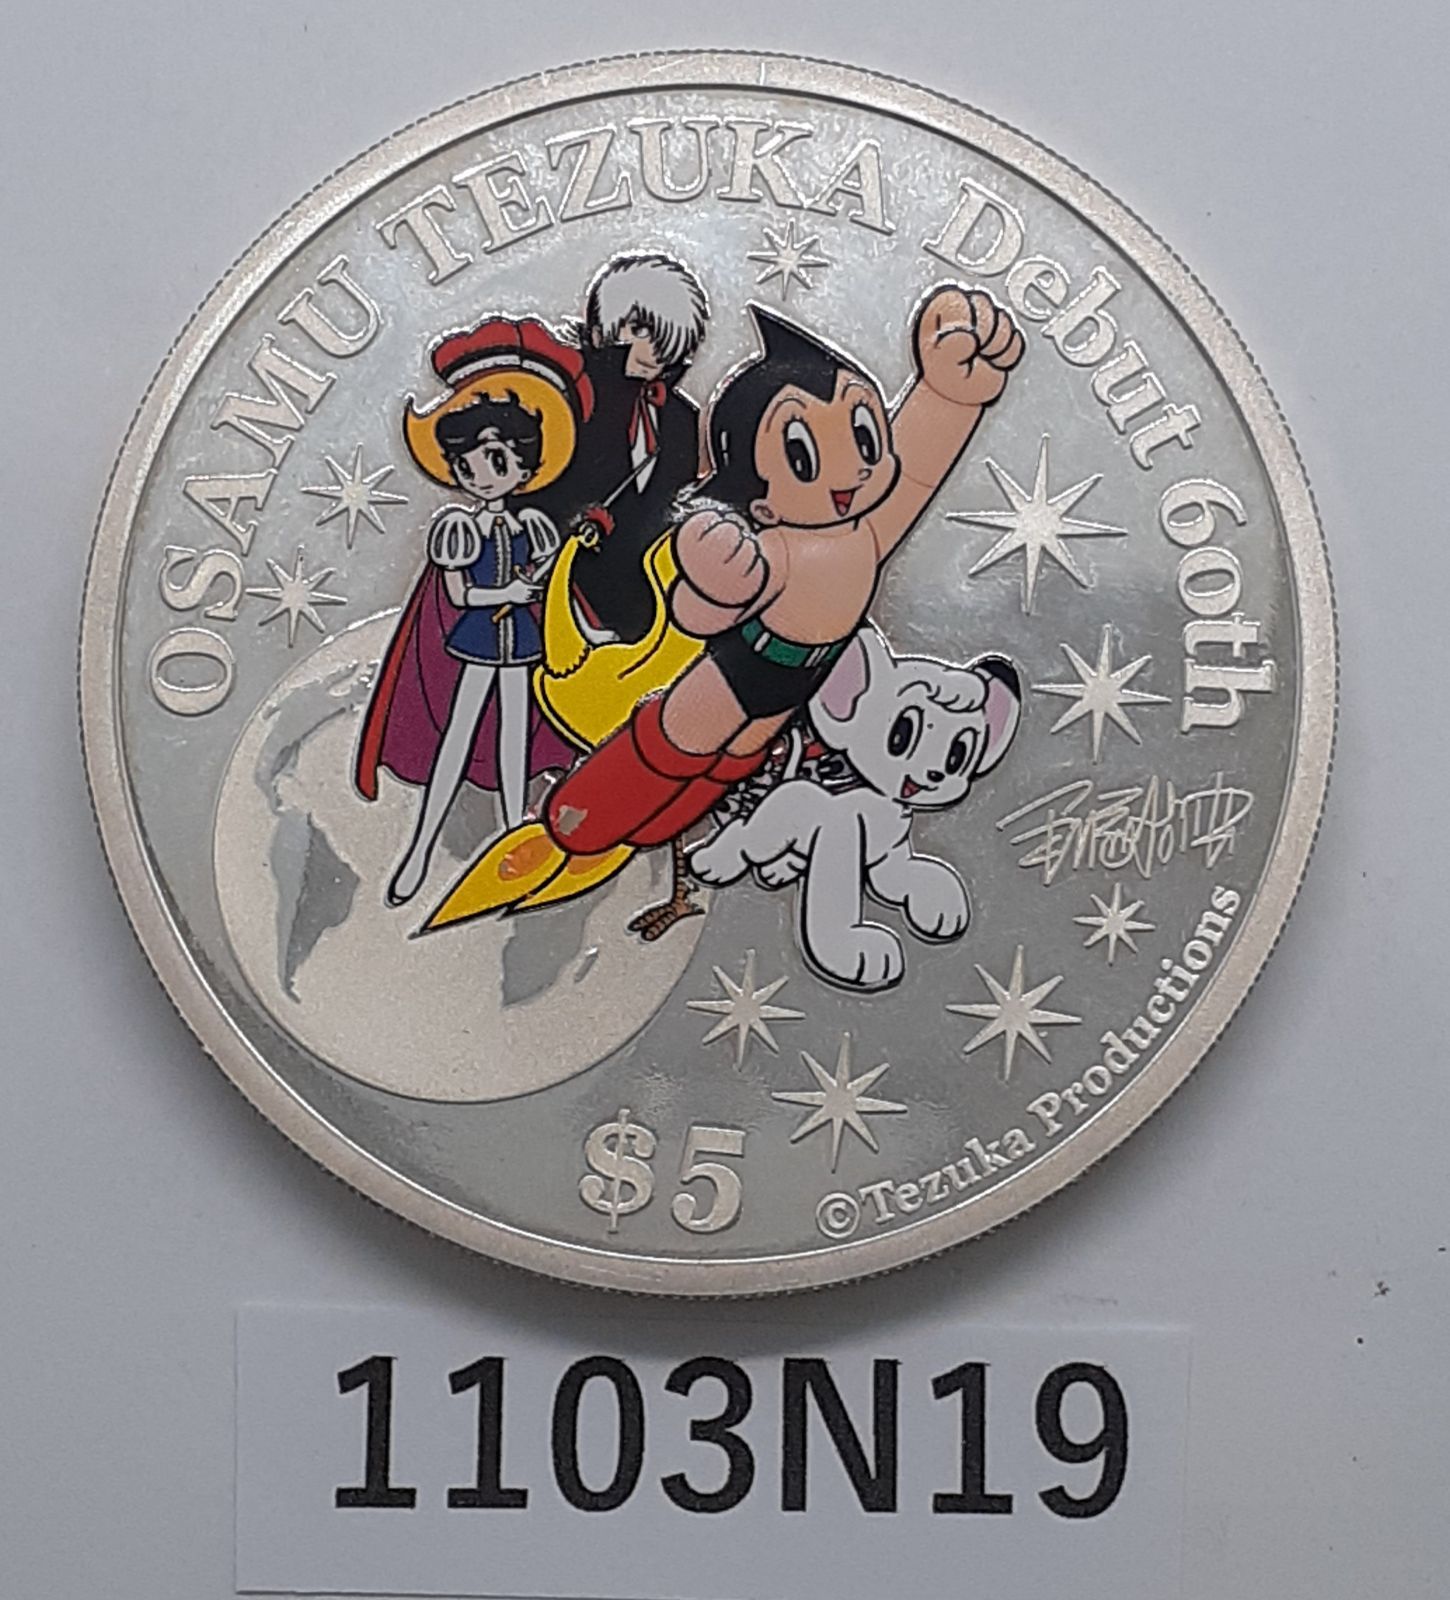 OSAMU TEZUKA Debut 60th
$5
©Tezuka Productions
1103N19